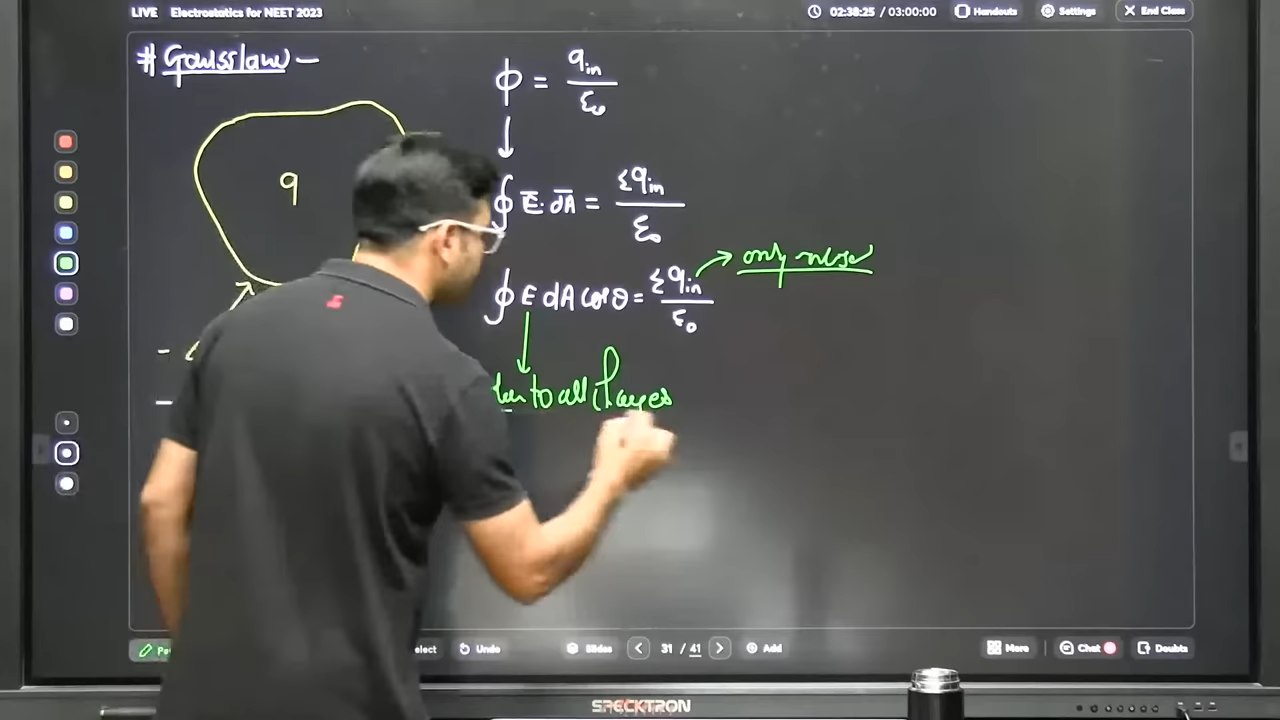 LIVE Electrostatics for NEET 2023
02:38:25 / 03:00:00 Handouts Settings End Class
# Gausslaw –
ϕ = qin/ε0
q
∮ E̅.dA̅ = Σqin/ε0
only inside
∮ E dA cosθ = Σqin/ε0
to all Charges
Undo Slides 31 / 41 Add More Chat Doubts
SPECKTRON